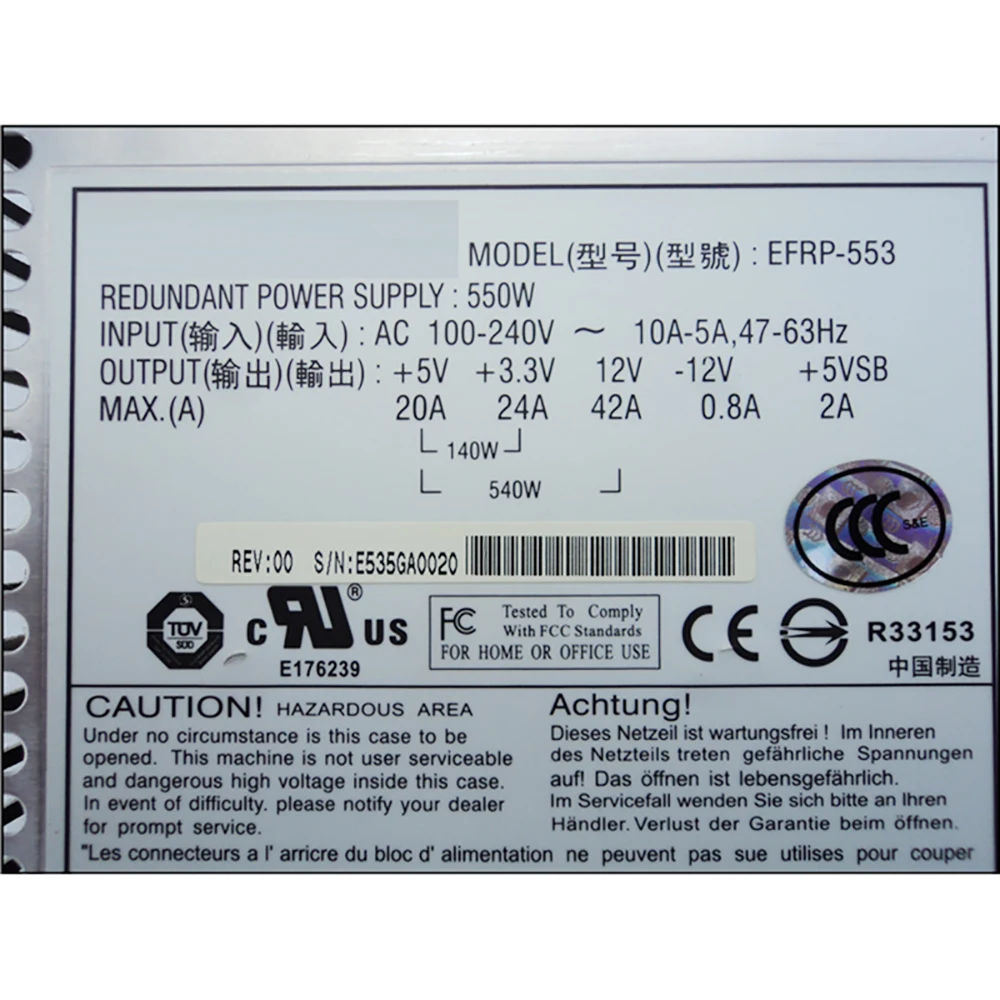 MODEL(型号)(型號) : EFRP-553
REDUNDANT POWER SUPPLY : 550W
INPUT(输入)(輸入) : AC 100-240V ~ 10A-5A,47-63Hz
OUTPUT(输出)(輸出) : +5V +3.3V 12V -12V +5VSB
MAX.(A) 20A 24A 42A 0.8A 2A
140W
540W
CCC S&E
REV:00 S/N:E535GA0020
TÜV
c RU ® US
E176239
FC Tested To Comply
With FCC Standards
FOR HOME OR OFFICE USE
CE
R33153
中国制造
CAUTION! HAZARDOUS AREA
Under no circumstance is this case to be
opened. This machine is not user serviceable
and dangerous high voltage inside this case.
In event of difficulty. please notify your dealer
for prompt service.
Achtung!
Dieses Netzeil ist wartungsfrei ! Im Inneren
des Netzteils treten gefährliche Spannungen
auf! Das öffnen ist lebensgefährlich.
Im Servicefall wenden Sie sich bitte an Ihren
Händler. Verlust der Garantie beim öffnen.
"Les connecteurs a l' arricre du bloc d' alimentation ne peuvent pas sue utilises pour couper